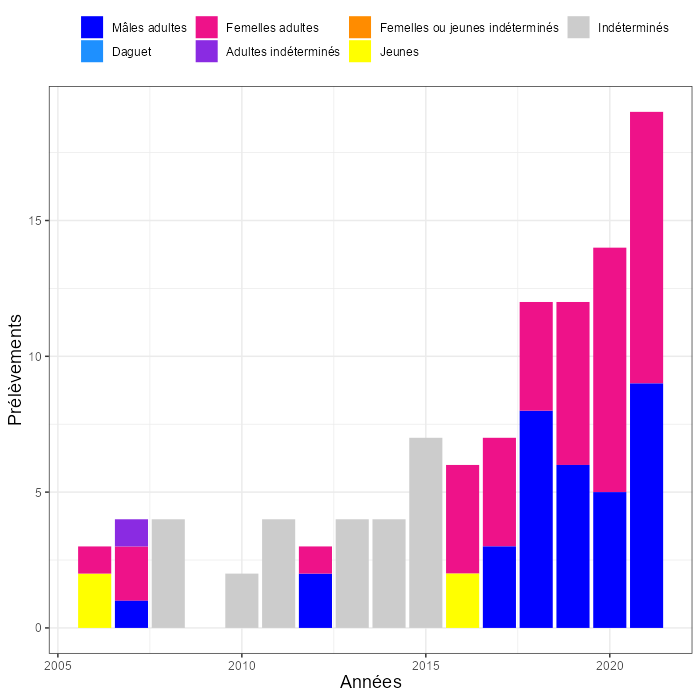 Mâles adultes Femelles adultes Femelles ou jeunes indéterminés Indéterminés
Daguet Adultes indéterminés Jeunes
Prélèvements
15
10
5
0
2005 2010 2015 2020
Années